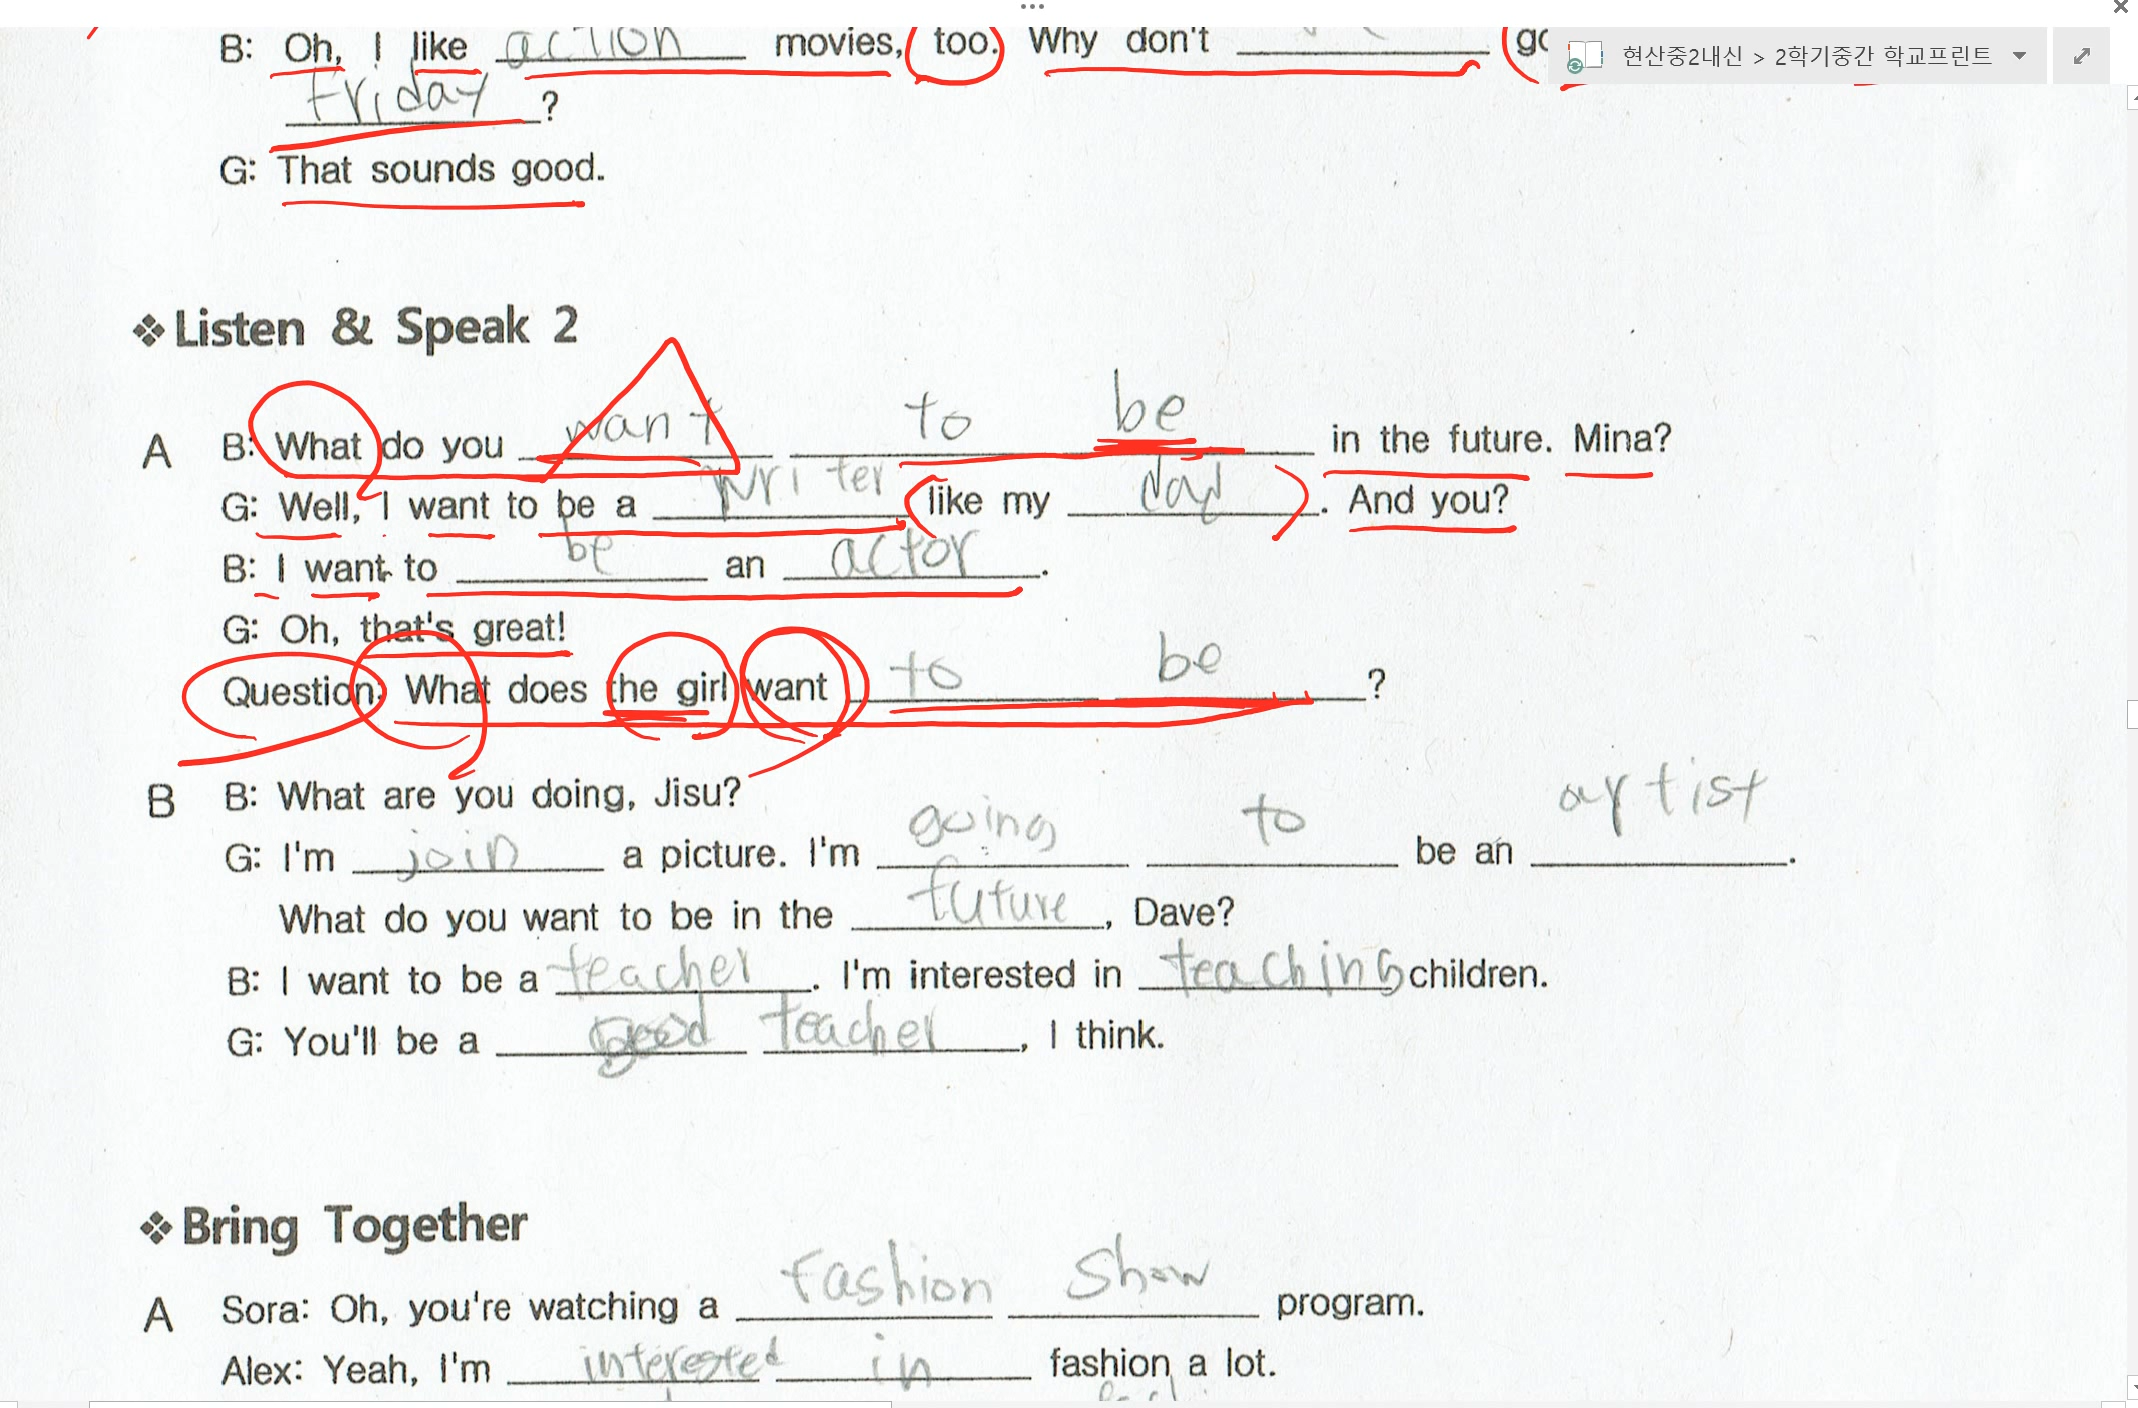 B: Oh, I like action movies, too. Why don't
현산중2내신 > 2학기중간 학교프린트
Friday?
G: That sounds good.
❖ Listen & Speak 2
A B: What do you want to be in the future. Mina?
G: Well, I want to be a writer like my dad. And you?
B: I want to be an actor.
G: Oh, that's great!
Question: What does the girl want to be?
B B: What are you doing, Jisu?
G: I'm join a picture. I'm going to be an artist.
What do you want to be in the future, Dave?
B: I want to be a teacher. I'm interested in teaching children.
G: You'll be a good teacher, I think.
❖ Bring Together
A Sora: Oh, you're watching a fashion show program.
Alex: Yeah, I'm interested in fashion a lot.